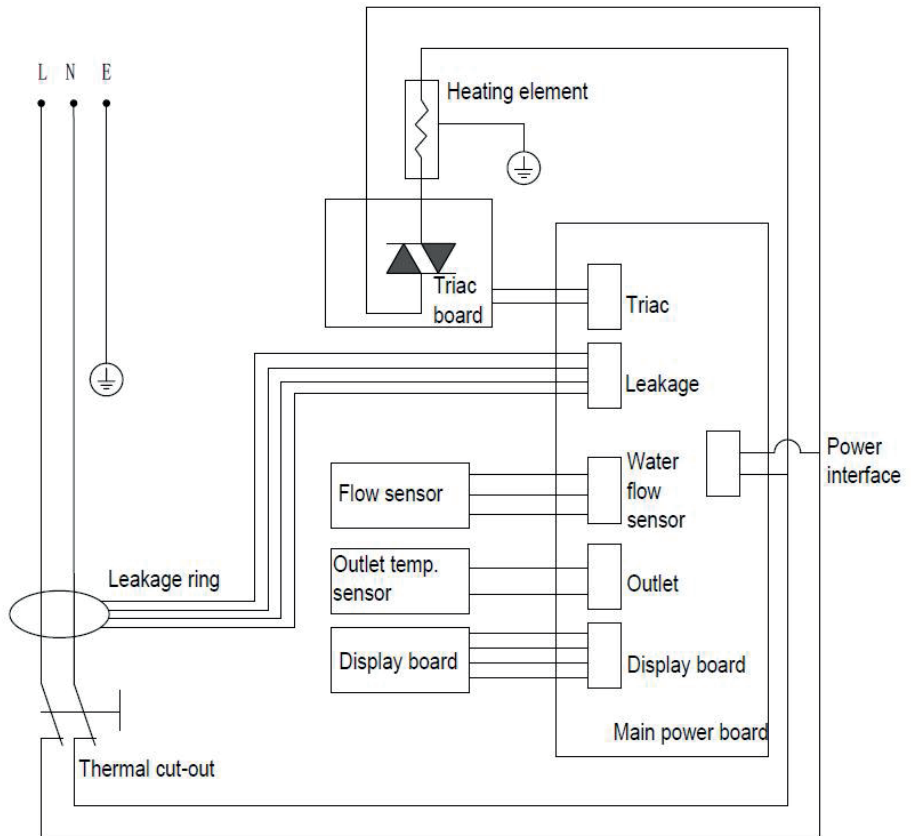 L N E
Heating element
Triac
board
Triac
Leakage
Power
interface
Water
flow
sensor
Flow sensor
Outlet temp.
sensor
Outlet
Leakage ring
Display board
Display board
Main power board
Thermal cut-out